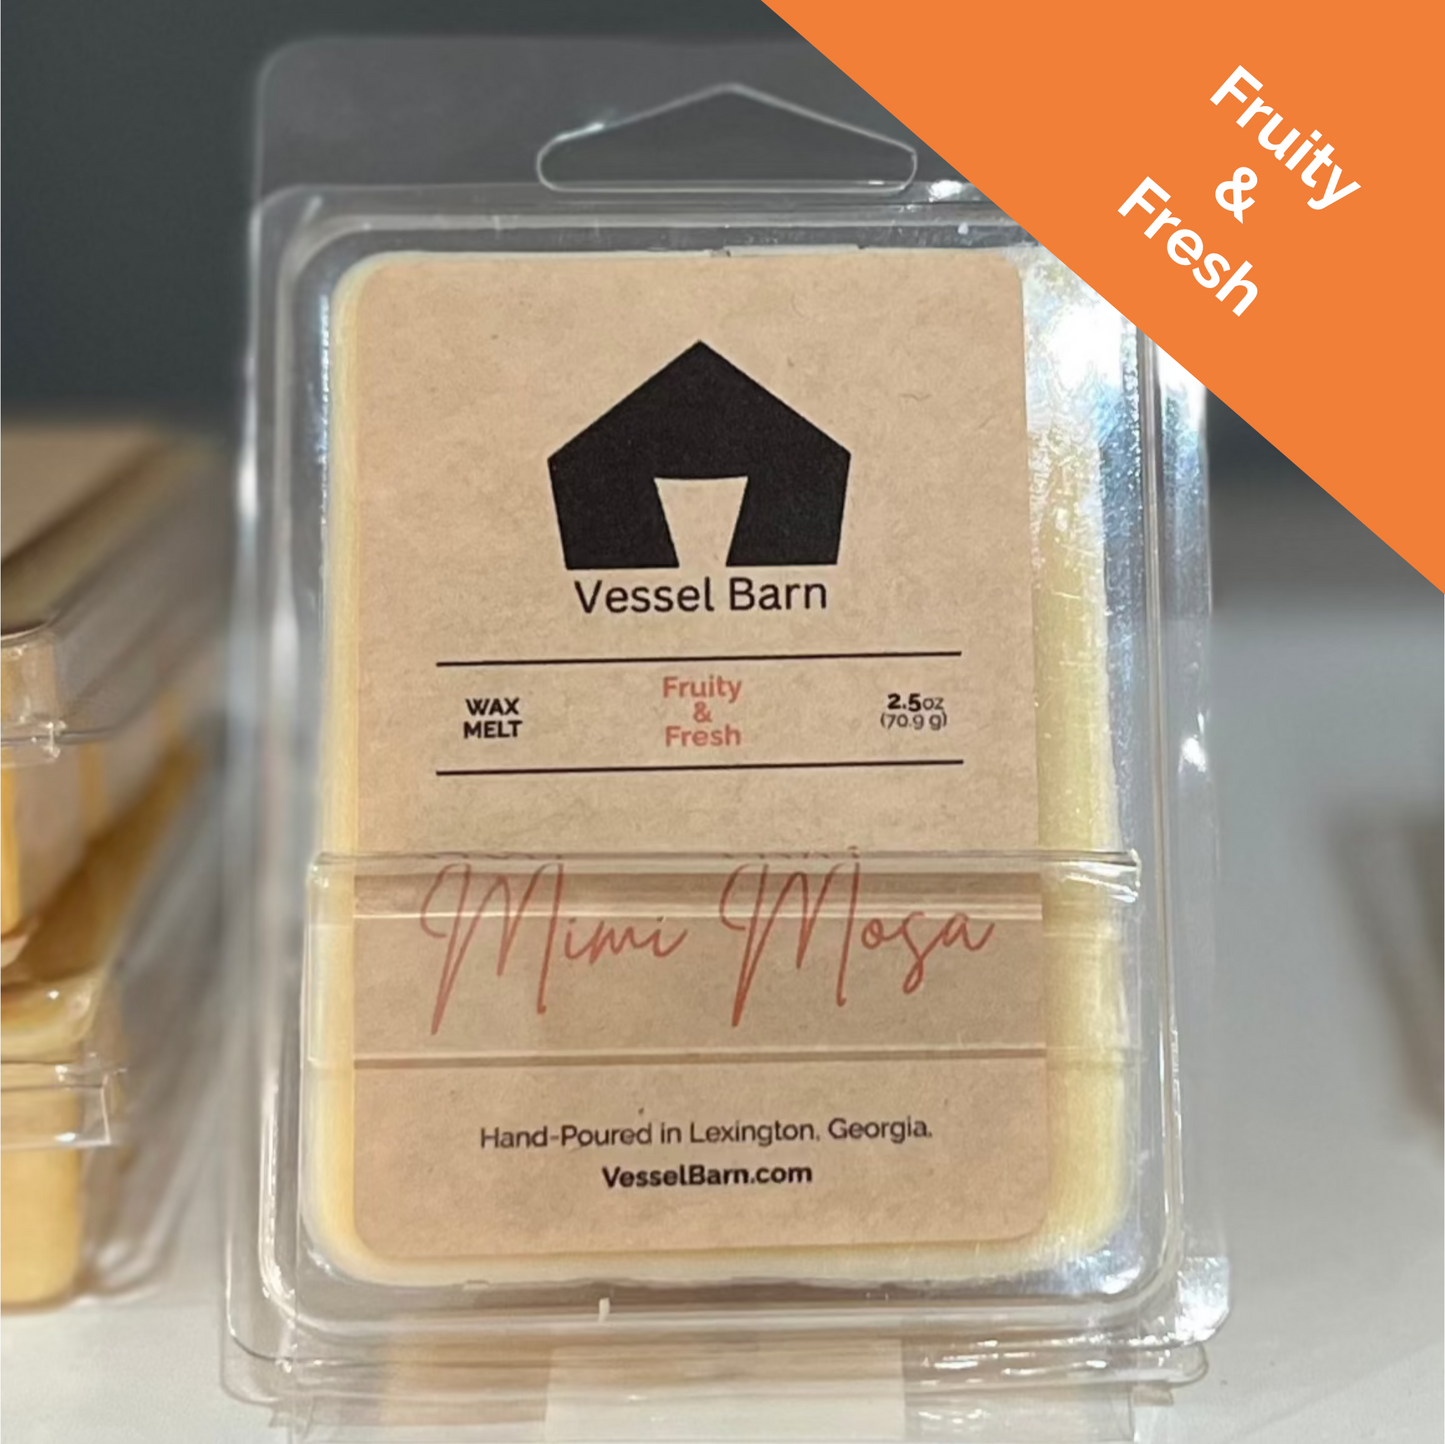 Fruity
&
Fresh
Vessel Barn
WAX
MELT
Fruity
&
Fresh
2.5oz
(70.9 g)
Mimi Mosa
Hand-Poured in Lexington, Georgia.
VesselBarn.com